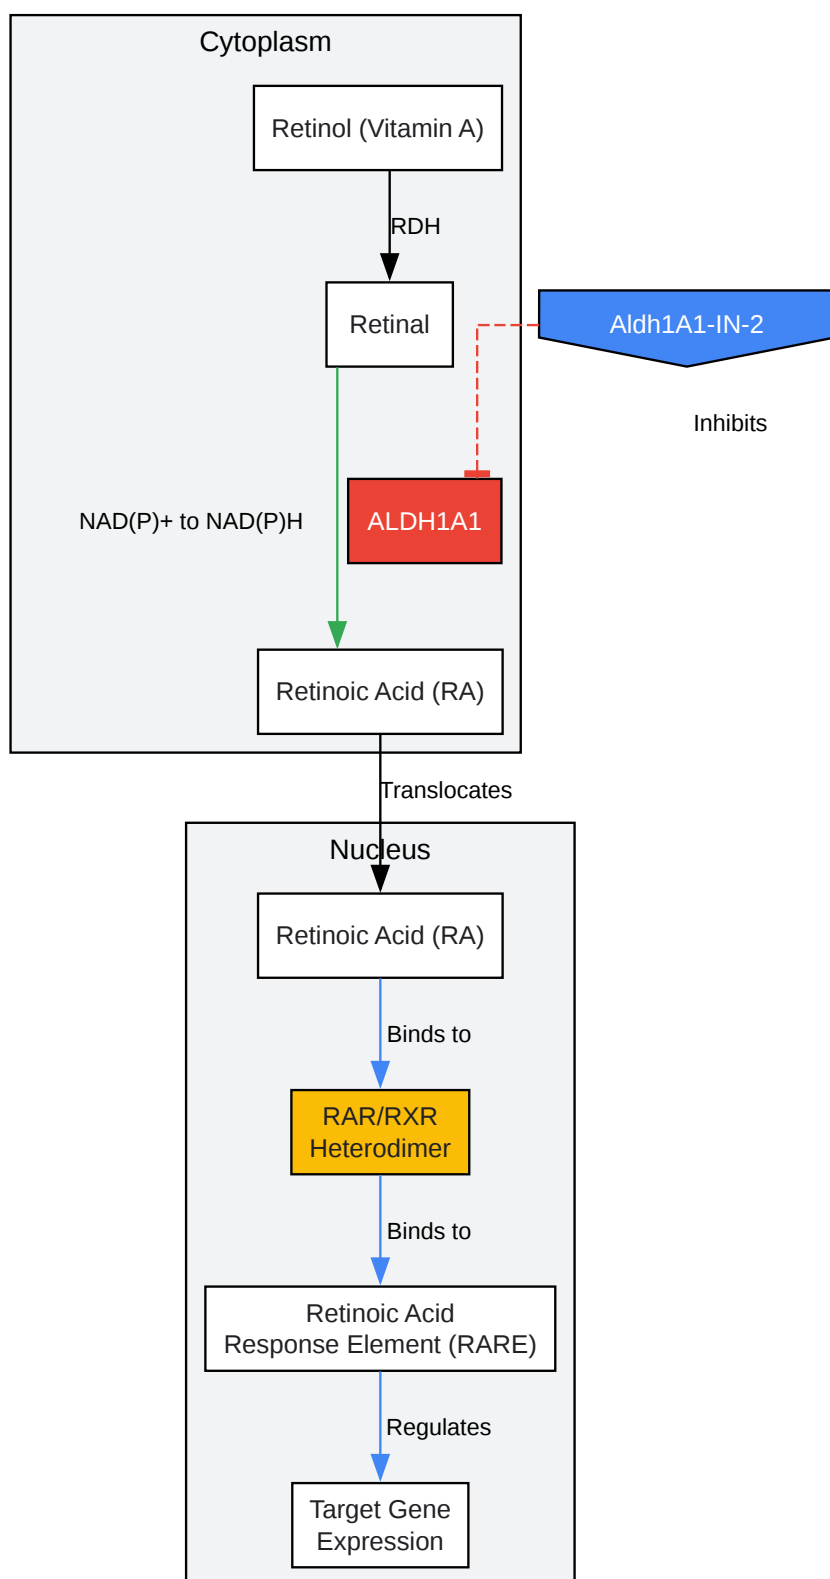 Cytoplasm
Retinol (Vitamin A)
RDH
Retinal
Aldh1A1-IN-2
Inhibits
NAD(P)+ to NAD(P)H
ALDH1A1
Retinoic Acid (RA)
Translocates
Nucleus
Retinoic Acid (RA)
Binds to
RAR/RXR
Heterodimer
Binds to
Retinoic Acid
Response Element (RARE)
Regulates
Target Gene
Expression